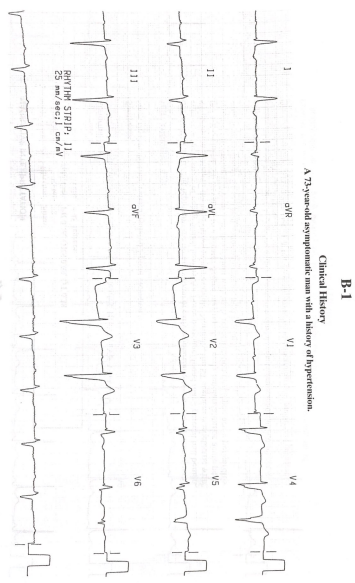 B-1
Clinical History
A 73-year-old asymptomatic man with a history of hypertension.
I aVR V1 V4
II aVL V2 V5
III aVF V3 V6
RHYTHM STRIP: II
25 mm/sec; 1 cm/mV